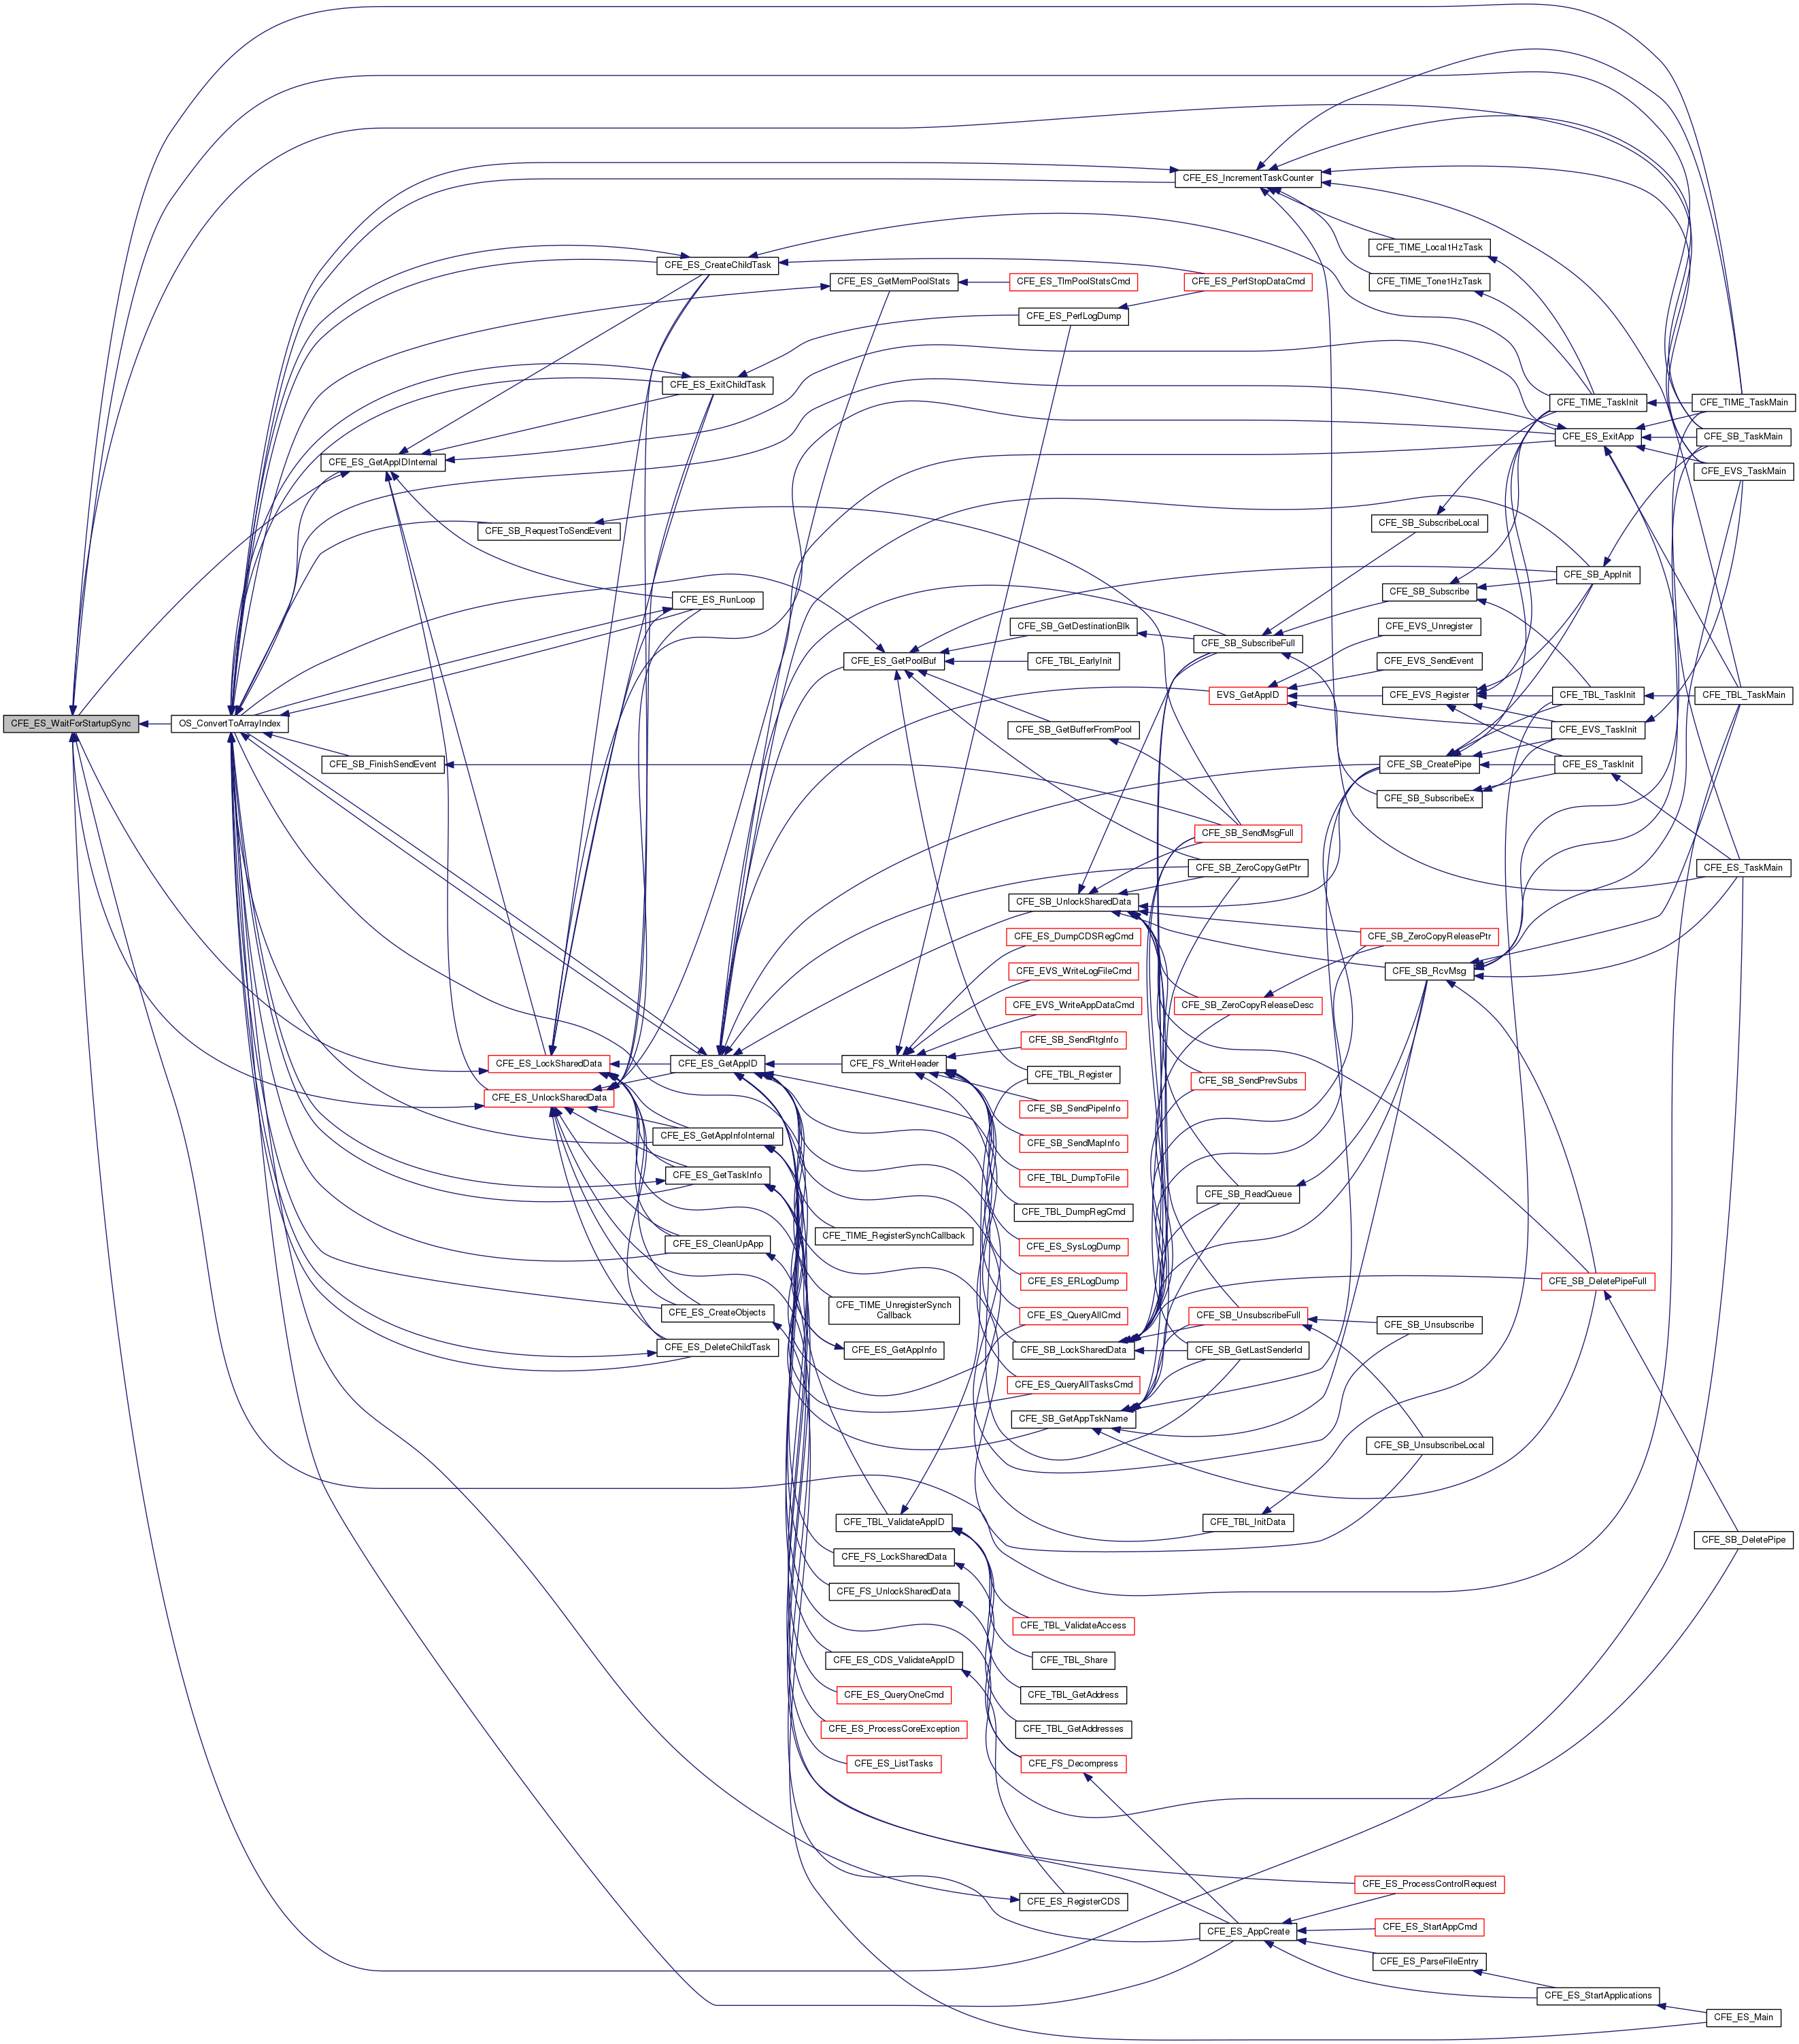 CFE_ES_WaitForStartupSync
OS_ConvertToArrayIndex
CFE_ES_GetAppIDInternal
CFE_SB_FinishSendEvent
CFE_SB_RequestToSendEvent
CFE_ES_LockSharedData
CFE_ES_UnlockSharedData
CFE_ES_CreateChildTask
CFE_ES_ExitChildTask
CFE_ES_RunLoop
CFE_ES_GetAppID
CFE_ES_GetAppInfoInternal
CFE_ES_GetTaskInfo
CFE_ES_CleanUpApp
CFE_ES_CreateObjects
CFE_ES_DeleteChildTask
CFE_ES_GetMemPoolStats
CFE_ES_GetPoolBuf
CFE_FS_WriteHeader
CFE_TIME_RegisterSynchCallback
CFE_TIME_UnregisterSynch
Callback
CFE_ES_GetAppInfo
CFE_TBL_ValidateAppID
CFE_FS_LockSharedData
CFE_FS_UnlockSharedData
CFE_ES_CDS_ValidateAppID
CFE_ES_QueryOneCmd
CFE_ES_ProcessCoreException
CFE_ES_ListTasks
CFE_ES_TlmPoolStatsCmd
CFE_ES_PerfLogDump
CFE_SB_GetDestinationBlk
CFE_TBL_EarlyInit
CFE_SB_GetBufferFromPool
CFE_SB_UnlockSharedData
CFE_ES_DumpCDSRegCmd
CFE_EVS_WriteLogFileCmd
CFE_EVS_WriteAppDataCmd
CFE_SB_SendRtgInfo
CFE_TBL_Register
CFE_SB_SendPipeInfo
CFE_SB_SendMapInfo
CFE_TBL_DumpToFile
CFE_TBL_DumpRegCmd
CFE_ES_SysLogDump
CFE_ES_ERLogDump
CFE_ES_QueryAllCmd
CFE_SB_LockSharedData
CFE_ES_QueryAllTasksCmd
CFE_SB_GetAppTskName
CFE_TBL_ValidateAccess
CFE_TBL_Share
CFE_TBL_GetAddress
CFE_TBL_GetAddresses
CFE_FS_Decompress
CFE_ES_RegisterCDS
CFE_ES_IncrementTaskCounter
CFE_ES_PerfStopDataCmd
CFE_SB_SubscribeFull
EVS_GetAppID
CFE_SB_SendMsgFull
CFE_SB_ZeroCopyGetPtr
CFE_SB_ZeroCopyReleaseDesc
CFE_SB_SendPrevSubs
CFE_SB_ReadQueue
CFE_SB_UnsubscribeFull
CFE_SB_GetLastSenderId
CFE_TBL_InitData
CFE_ES_AppCreate
CFE_TIME_Local1HzTask
CFE_TIME_Tone1HzTask
CFE_SB_SubscribeLocal
CFE_SB_Subscribe
CFE_EVS_Unregister
CFE_EVS_SendEvent
CFE_EVS_Register
CFE_SB_CreatePipe
CFE_SB_SubscribeEx
CFE_SB_ZeroCopyReleasePtr
CFE_SB_RcvMsg
CFE_SB_Unsubscribe
CFE_SB_UnsubscribeLocal
CFE_ES_ProcessControlRequest
CFE_ES_StartAppCmd
CFE_ES_ParseFileEntry
CFE_TIME_TaskInit
CFE_ES_ExitApp
CFE_SB_AppInit
CFE_TBL_TaskInit
CFE_EVS_TaskInit
CFE_ES_TaskInit
CFE_SB_DeletePipeFull
CFE_ES_StartApplications
CFE_TIME_TaskMain
CFE_SB_TaskMain
CFE_EVS_TaskMain
CFE_TBL_TaskMain
CFE_ES_TaskMain
CFE_SB_DeletePipe
CFE_ES_Main